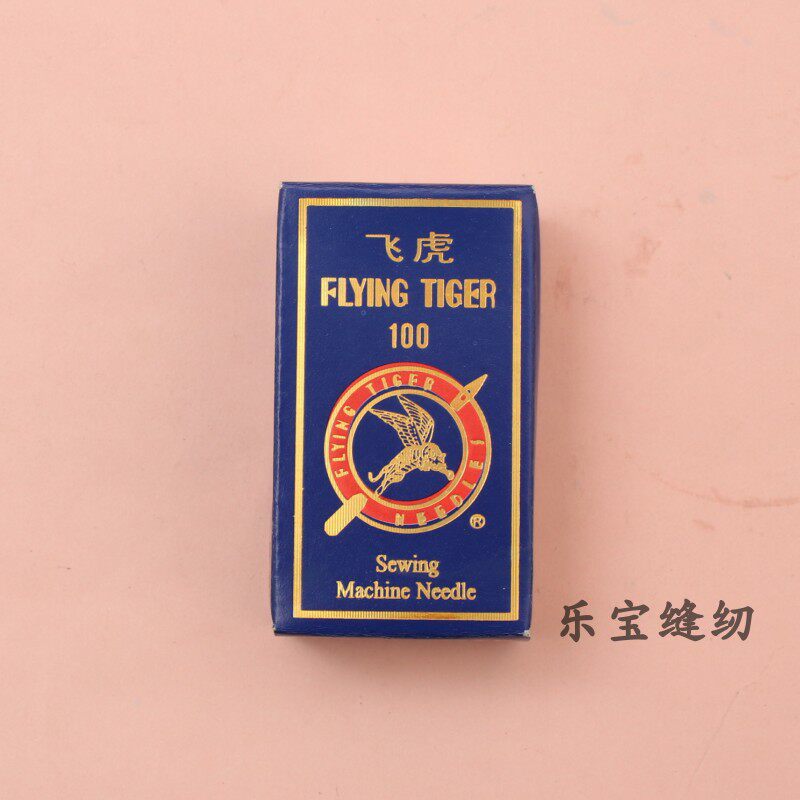 飞虎
FLYING TIGER
100
FLYING TIGER
NEEDLES
®
Sewing
Machine Needle
乐宝缝纫